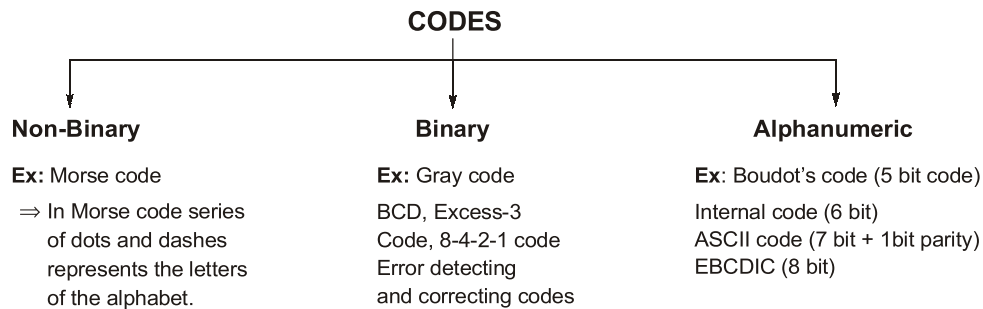 CODES
Non-Binary
Ex: Morse code
⇒ In Morse code series
of dots and dashes
represents the letters
of the alphabet.
Binary
Ex: Gray code
BCD, Excess-3
Code, 8-4-2-1 code
Error detecting
and correcting codes
Alphanumeric
Ex: Boudot's code (5 bit code)
Internal code (6 bit)
ASCII code (7 bit + 1bit parity)
EBCDIC (8 bit)